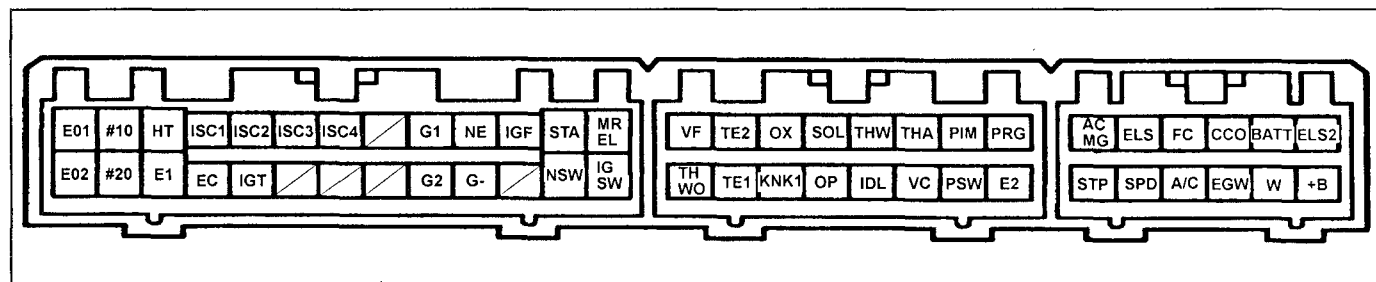 E01 #10 HT ISC1 ISC2 ISC3 ISC4 G1 NE IGF STA MR EL
E02 #20 E1 EC IGT G2 G- NSW IG SW
VF TE2 OX SOL THW THA PIM PRG
TH WO TE1 KNK1 OP IDL VC PSW E2
AC MG ELS FC CCO BATT ELS2
STP SPD A/C EGW W +B